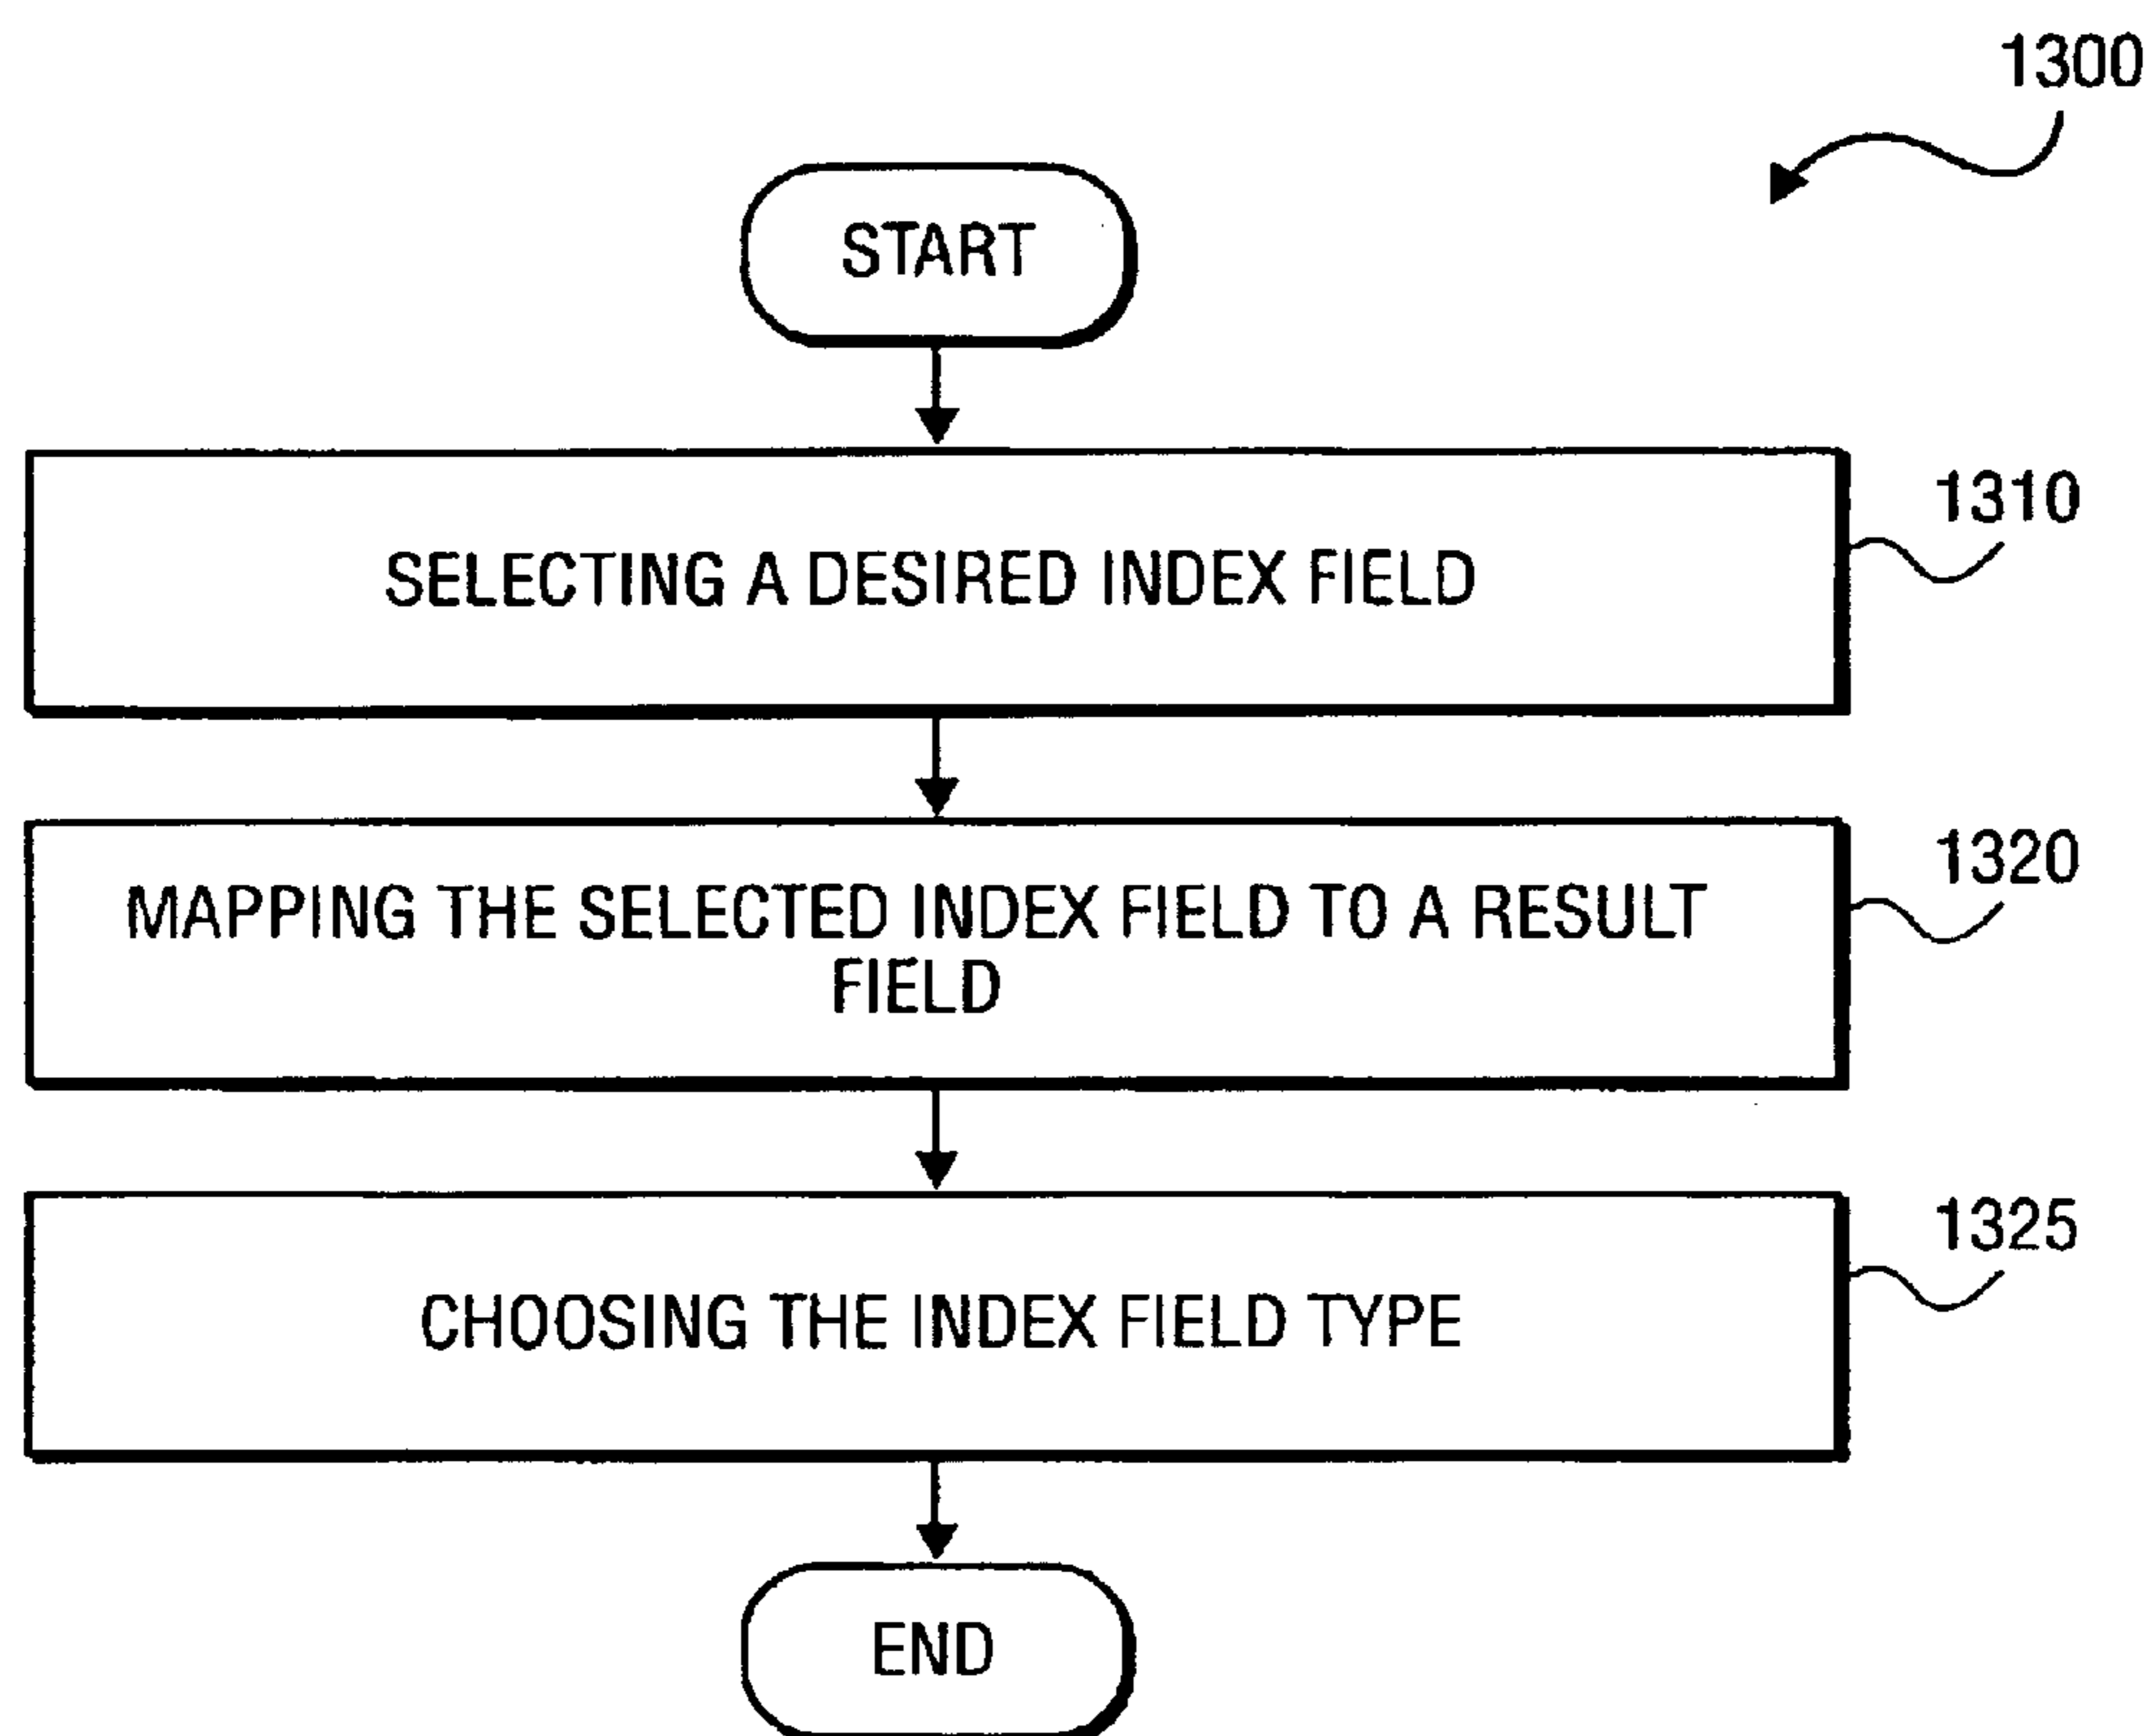 1300
START
SELECTING A DESIRED INDEX FIELD
1310
MAPPING THE SELECTED INDEX FIELD TO A RESULT
FIELD
1320
CHOOSING THE INDEX FIELD TYPE
1325
END